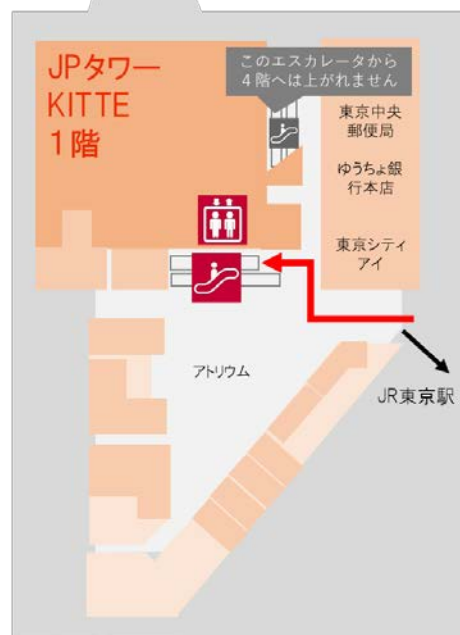 JPタワー
KITTE
1階
このエスカレータから
4階へは上がれません
東京中央
郵便局
ゆうちょ銀
行本店
東京シティ
アイ
アトリウム
JR東京駅